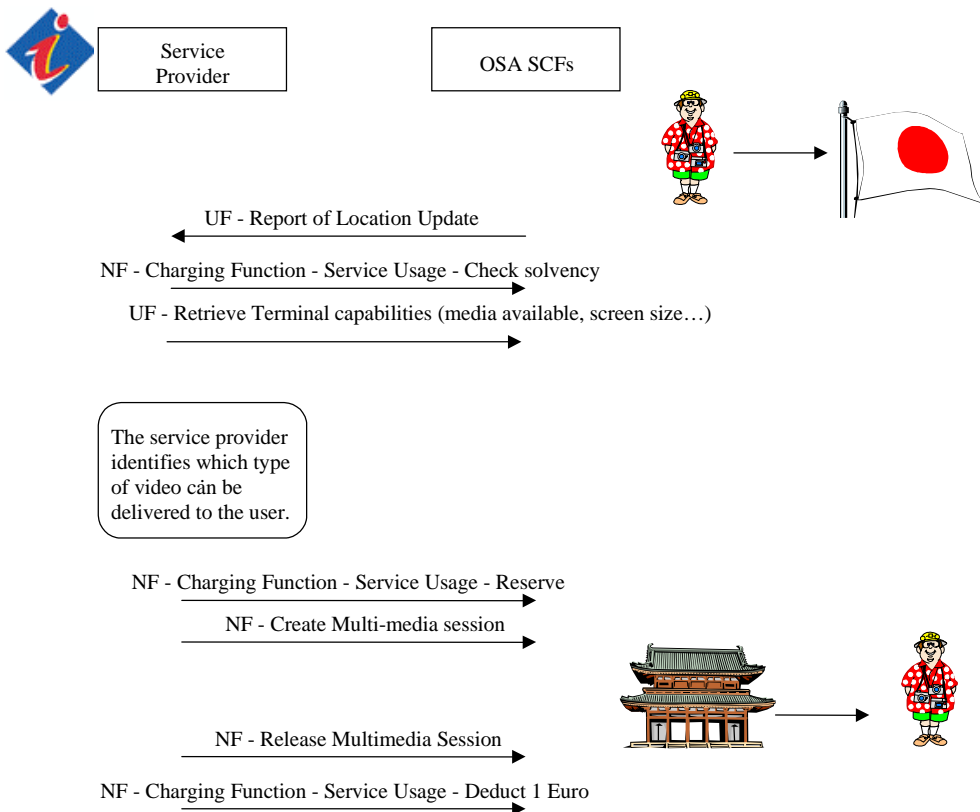 Service
Provider
OSA SCFs
UF - Report of Location Update
NF - Charging Function - Service Usage - Check solvency
UF - Retrieve Terminal capabilities (media available, screen size…)
The service provider
identifies which type
of video cán be
delivered to the user.
NF - Charging Function - Service Usage - Reserve
NF - Create Multi-media session
NF - Release Multimedia Session
NF - Charging Function - Service Usage - Deduct 1 Euro